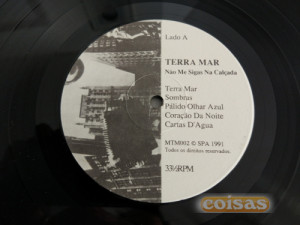 Lado A
TERRA MAR
Não Me Sigas Na Calçada
Terra Mar
Sombras
Pálido Olhar Azul
Coração Da Noite
Cartas D'Agua
MTM002 © SPA 1991
Todos os direitos reservados.
33⅓RPM
coisas